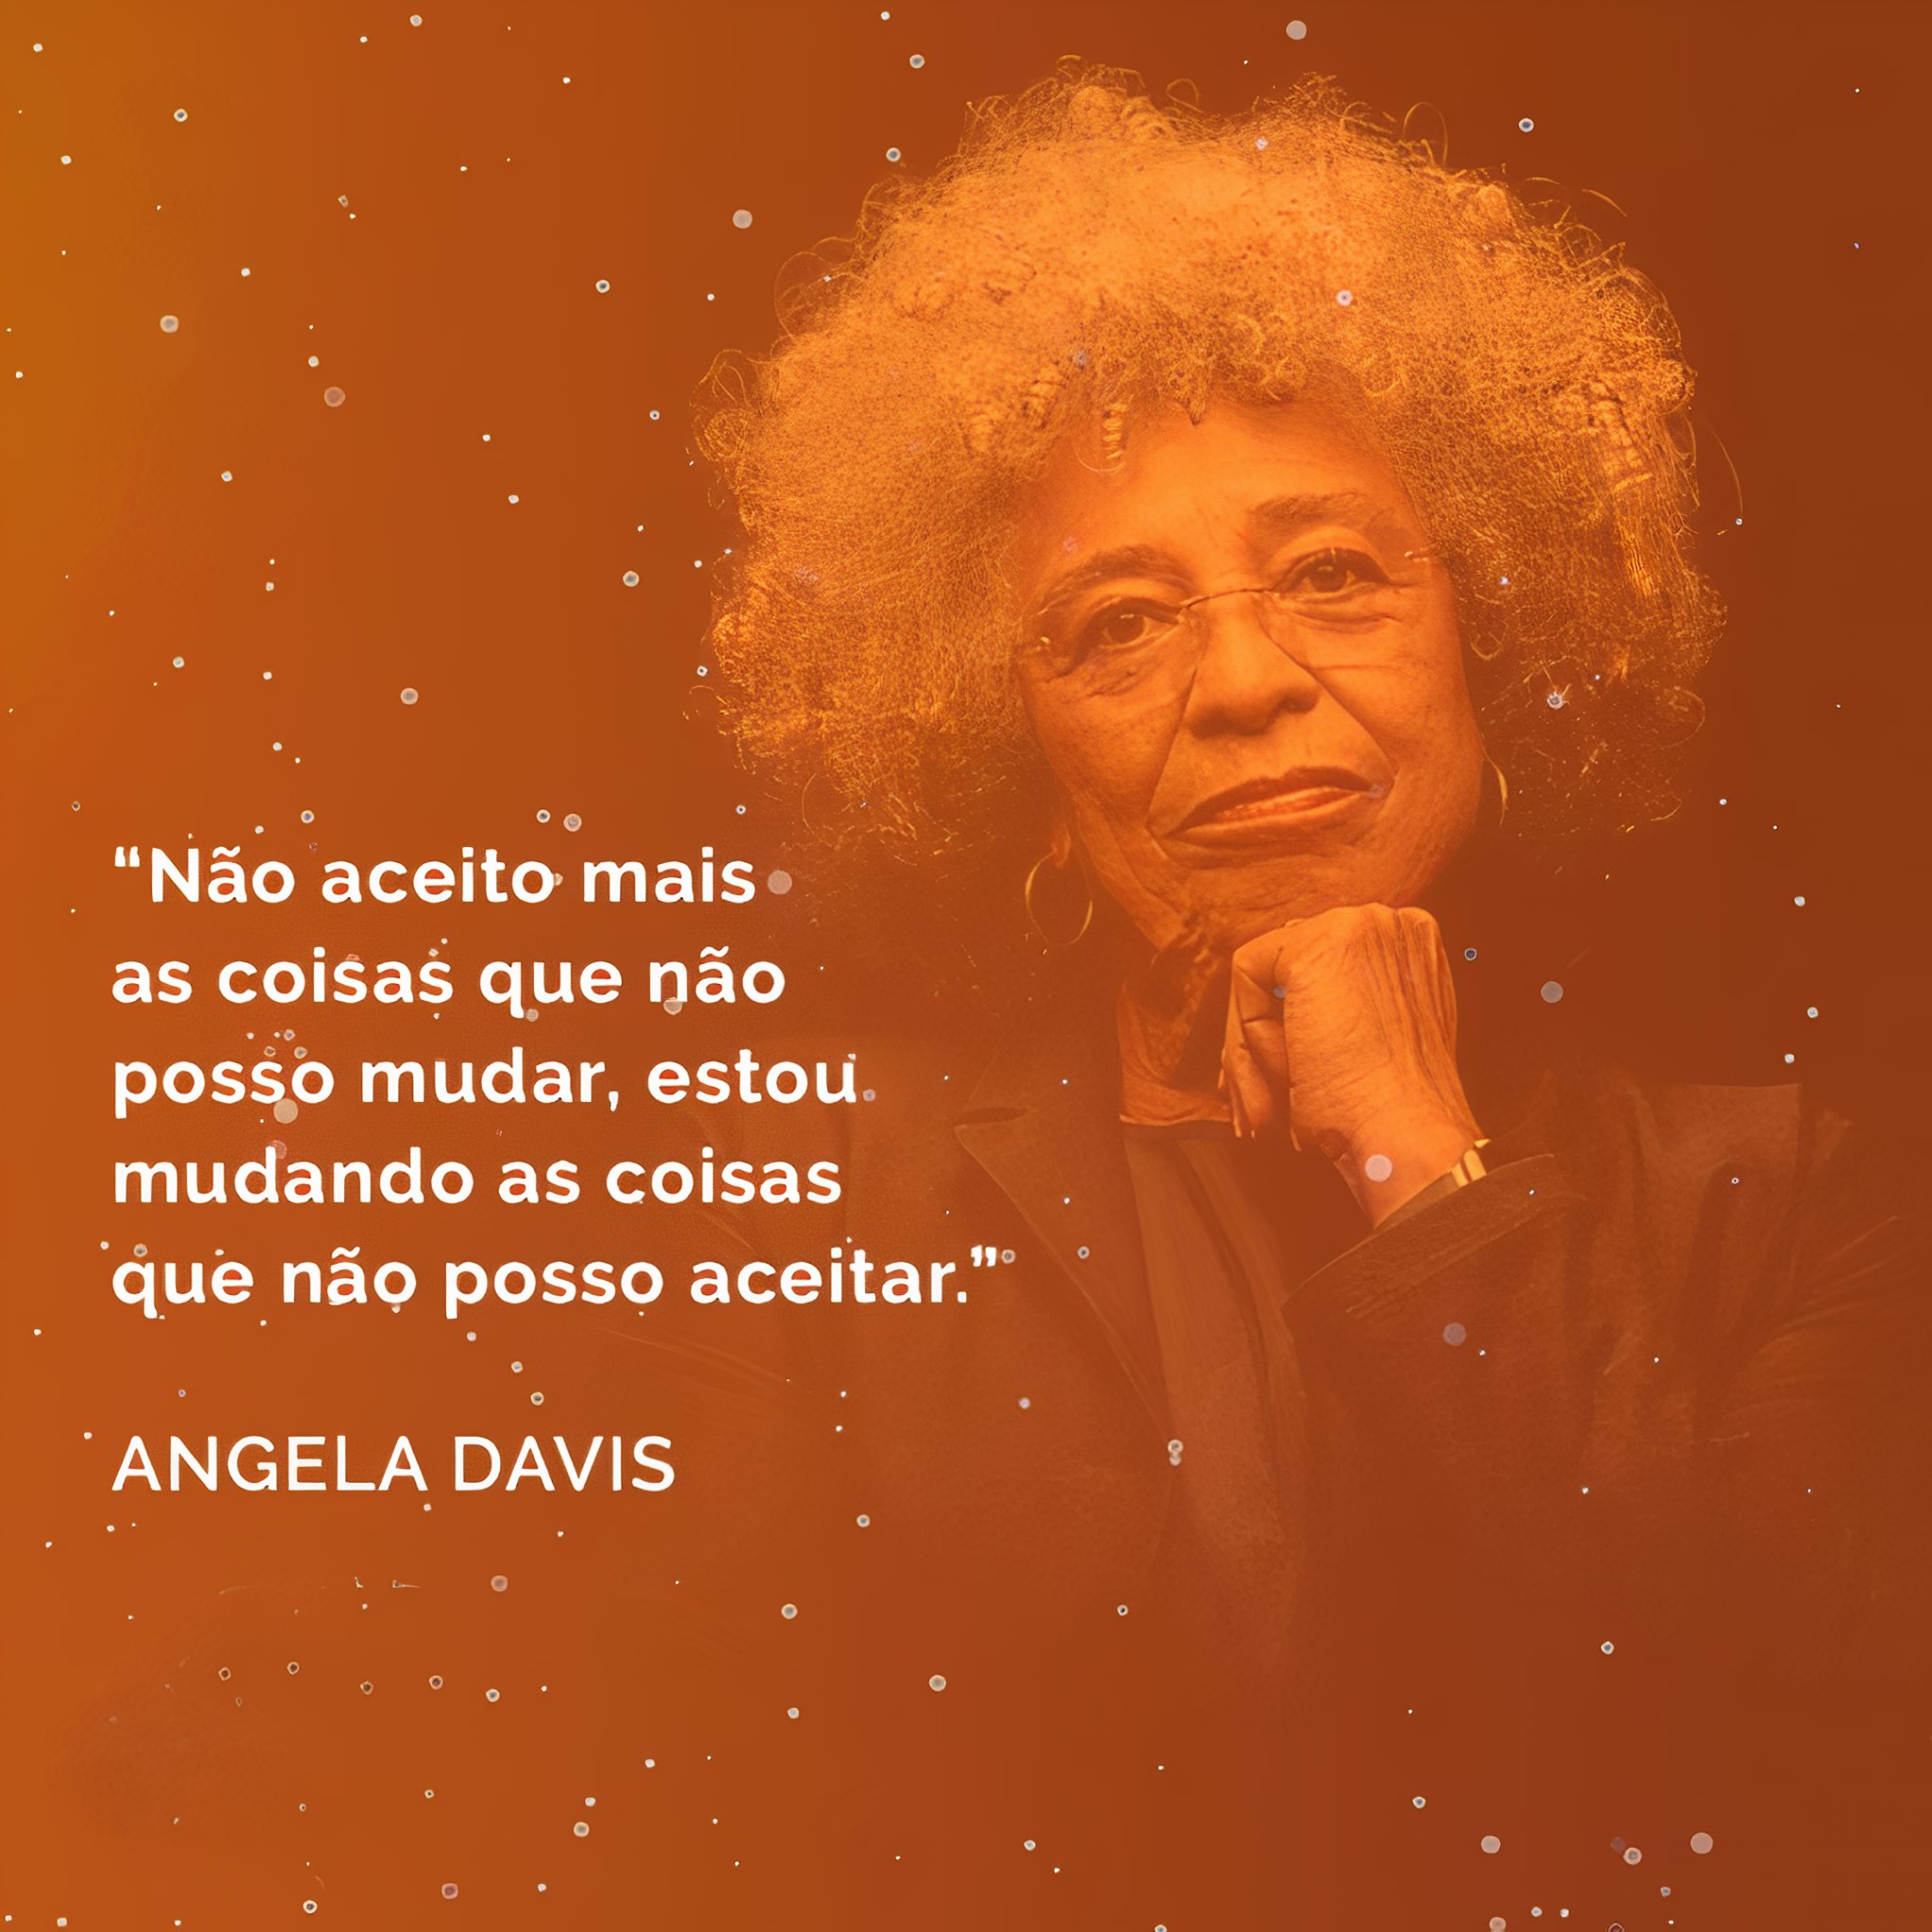 “Não aceito mais
as coisas que não
posso mudar, estou
mudando as coisas
que não posso aceitar.”
ANGELA DAVIS